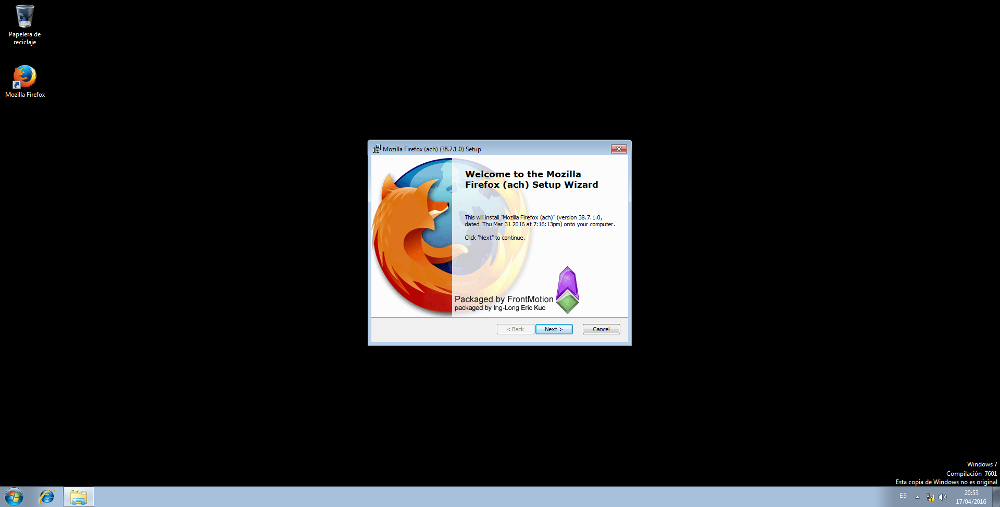 Papelera de
reciclaje
Mozilla Firefox
Mozilla Firefox (ach) (38.7.1.0) Setup
Welcome to the Mozilla
Firefox (ach) Setup Wizard
This will install "Mozilla Firefox (ach)" (version 38.7.1.0,
dated  Thu Mar 31 2016 at 7:16:13pm) onto your computer.
Click "Next" to continue.
Packaged by FrontMotion
packaged by Ing-Long Eric Kuo
< Back
Next >
Cancel
Windows 7
Compilación  7601
Esta copia de Windows no es original
ES
20:53
17/04/2016